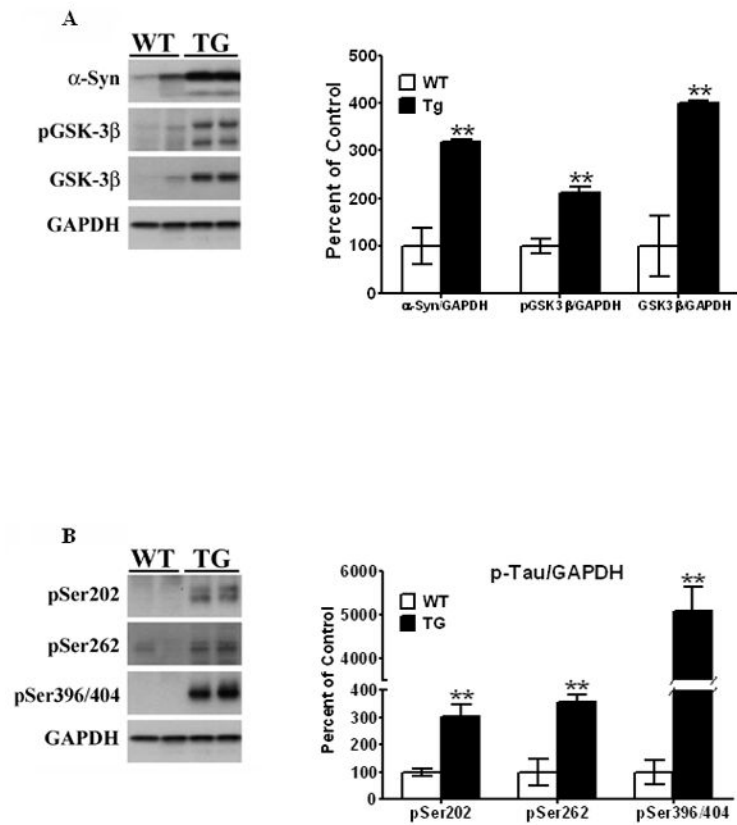 A
WT TG
α-Syn
pGSK-3β
GSK-3β
GAPDH
500
400
300
200
100
0
Percent of Control
WT
Tg
**
**
**
α-Syn/GAPDH pGSK3β/GAPDH GSK3β/GAPDH
B
WT TG
pSer202
pSer262
pSer396/404
GAPDH
p-Tau/GAPDH
6000
5000
4000
400
300
200
100
0
Percent of Control
WT
TG
**
**
**
pSer202 pSer262 pSer396/404